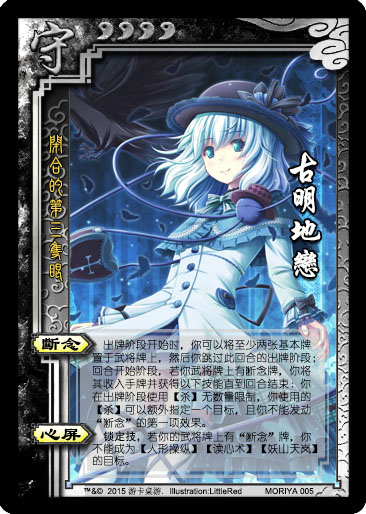 守
開合的第三隻眼
古明地戀
断念
出牌阶段开始时，你可以将至少两张基本牌
置于武将牌上，然后你跳过此回合的出牌阶段；
回合开始阶段，若你武将牌上有断念牌，你将
其收入手牌并获得以下技能直到回合结束：你
在出牌阶段使用【杀】无数量限制，你使用的
【杀】可以额外指定一个目标，且你不能发动
“断念”的第一项效果。
心屏
锁定技，若你的武将牌上有“断念”牌，你
不能成为【人形操纵】【读心术】【妖山天岚】
的目标。
™&© 2015 游卡桌游. Illustration:LittleRed
MORIYA 005